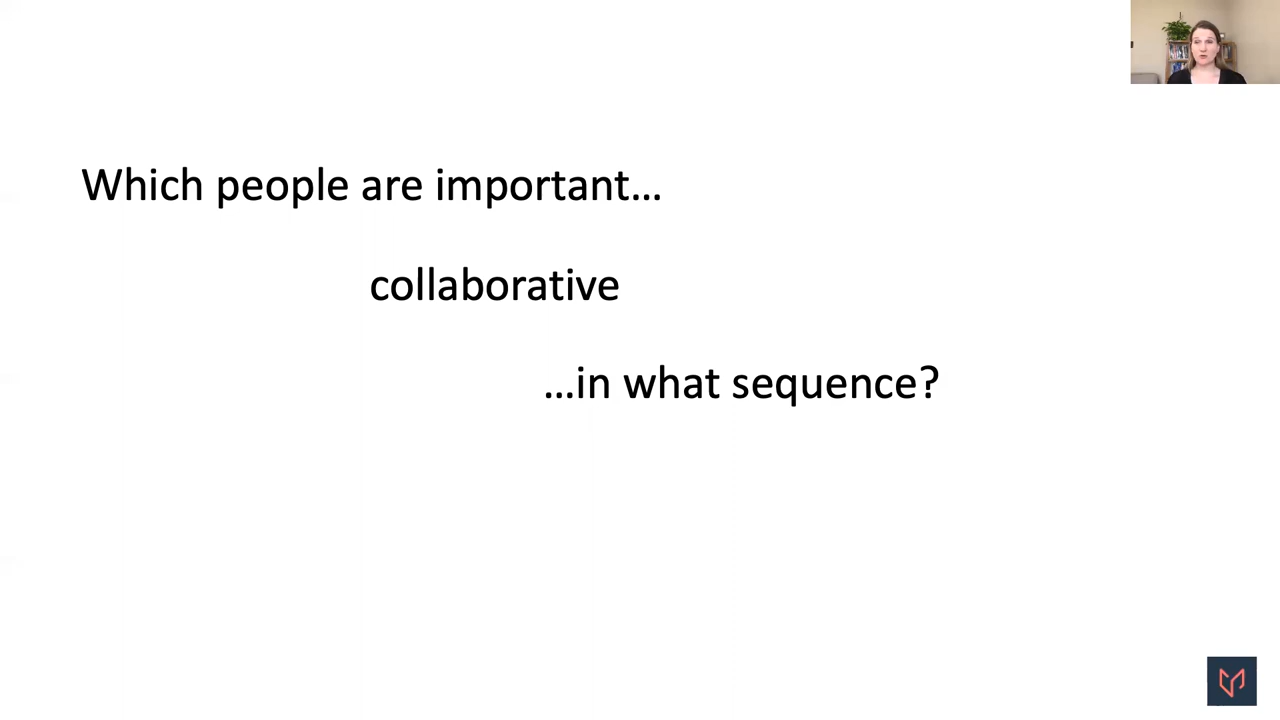 Which people are important…
collaborative
…in what sequence?